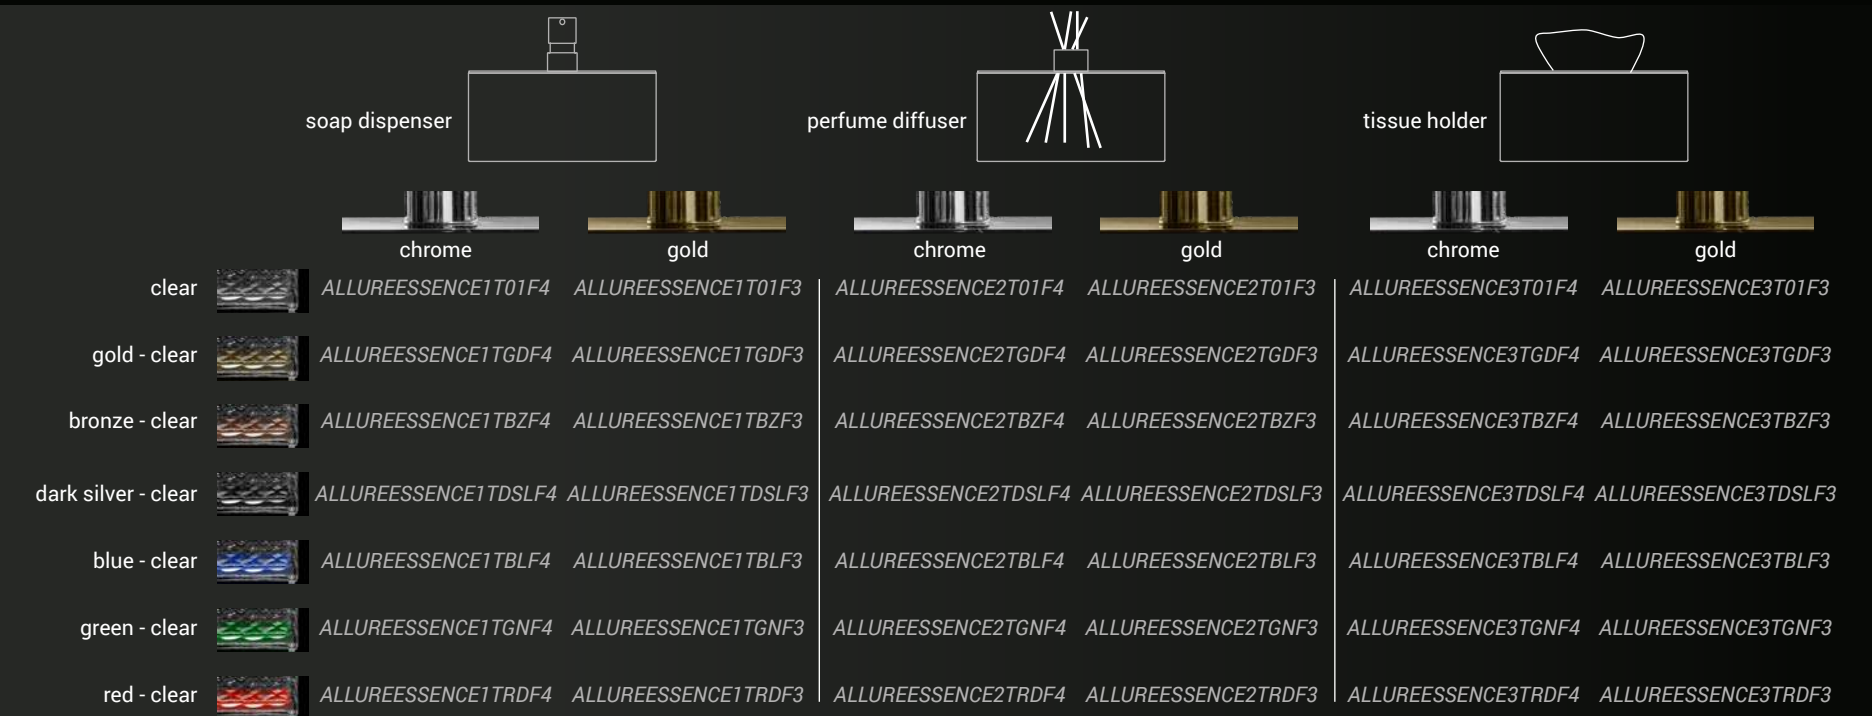 soap dispenser perfume diffuser tissue holder
chrome gold chrome gold chrome gold
clear ALLUREESSENCE1T01F4 ALLUREESSENCE1T01F3 ALLUREESSENCE2T01F4 ALLUREESSENCE2T01F3 ALLUREESSENCE3T01F4 ALLUREESSENCE3T01F3
gold - clear ALLUREESSENCE1TGDF4 ALLUREESSENCE1TGDF3 ALLUREESSENCE2TGDF4 ALLUREESSENCE2TGDF3 ALLUREESSENCE3TGDF4 ALLUREESSENCE3TGDF3
bronze - clear ALLUREESSENCE1TBZF4 ALLUREESSENCE1TBZF3 ALLUREESSENCE2TBZF4 ALLUREESSENCE2TBZF3 ALLUREESSENCE3TBZF4 ALLUREESSENCE3TBZF3
dark silver - clear ALLUREESSENCE1TDSLF4 ALLUREESSENCE1TDSLF3 ALLUREESSENCE2TDSLF4 ALLUREESSENCE2TDSLF3 ALLUREESSENCE3TDSLF4 ALLUREESSENCE3TDSLF3
blue - clear ALLUREESSENCE1TBLF4 ALLUREESSENCE1TBLF3 ALLUREESSENCE2TBLF4 ALLUREESSENCE2TBLF3 ALLUREESSENCE3TBLF4 ALLUREESSENCE3TBLF3
green - clear ALLUREESSENCE1TGNF4 ALLUREESSENCE1TGNF3 ALLUREESSENCE2TGNF4 ALLUREESSENCE2TGNF3 ALLUREESSENCE3TGNF4 ALLUREESSENCE3TGNF3
red - clear ALLUREESSENCE1TRDF4 ALLUREESSENCE1TRDF3 ALLUREESSENCE2TRDF4 ALLUREESSENCE2TRDF3 ALLUREESSENCE3TRDF4 ALLUREESSENCE3TRDF3